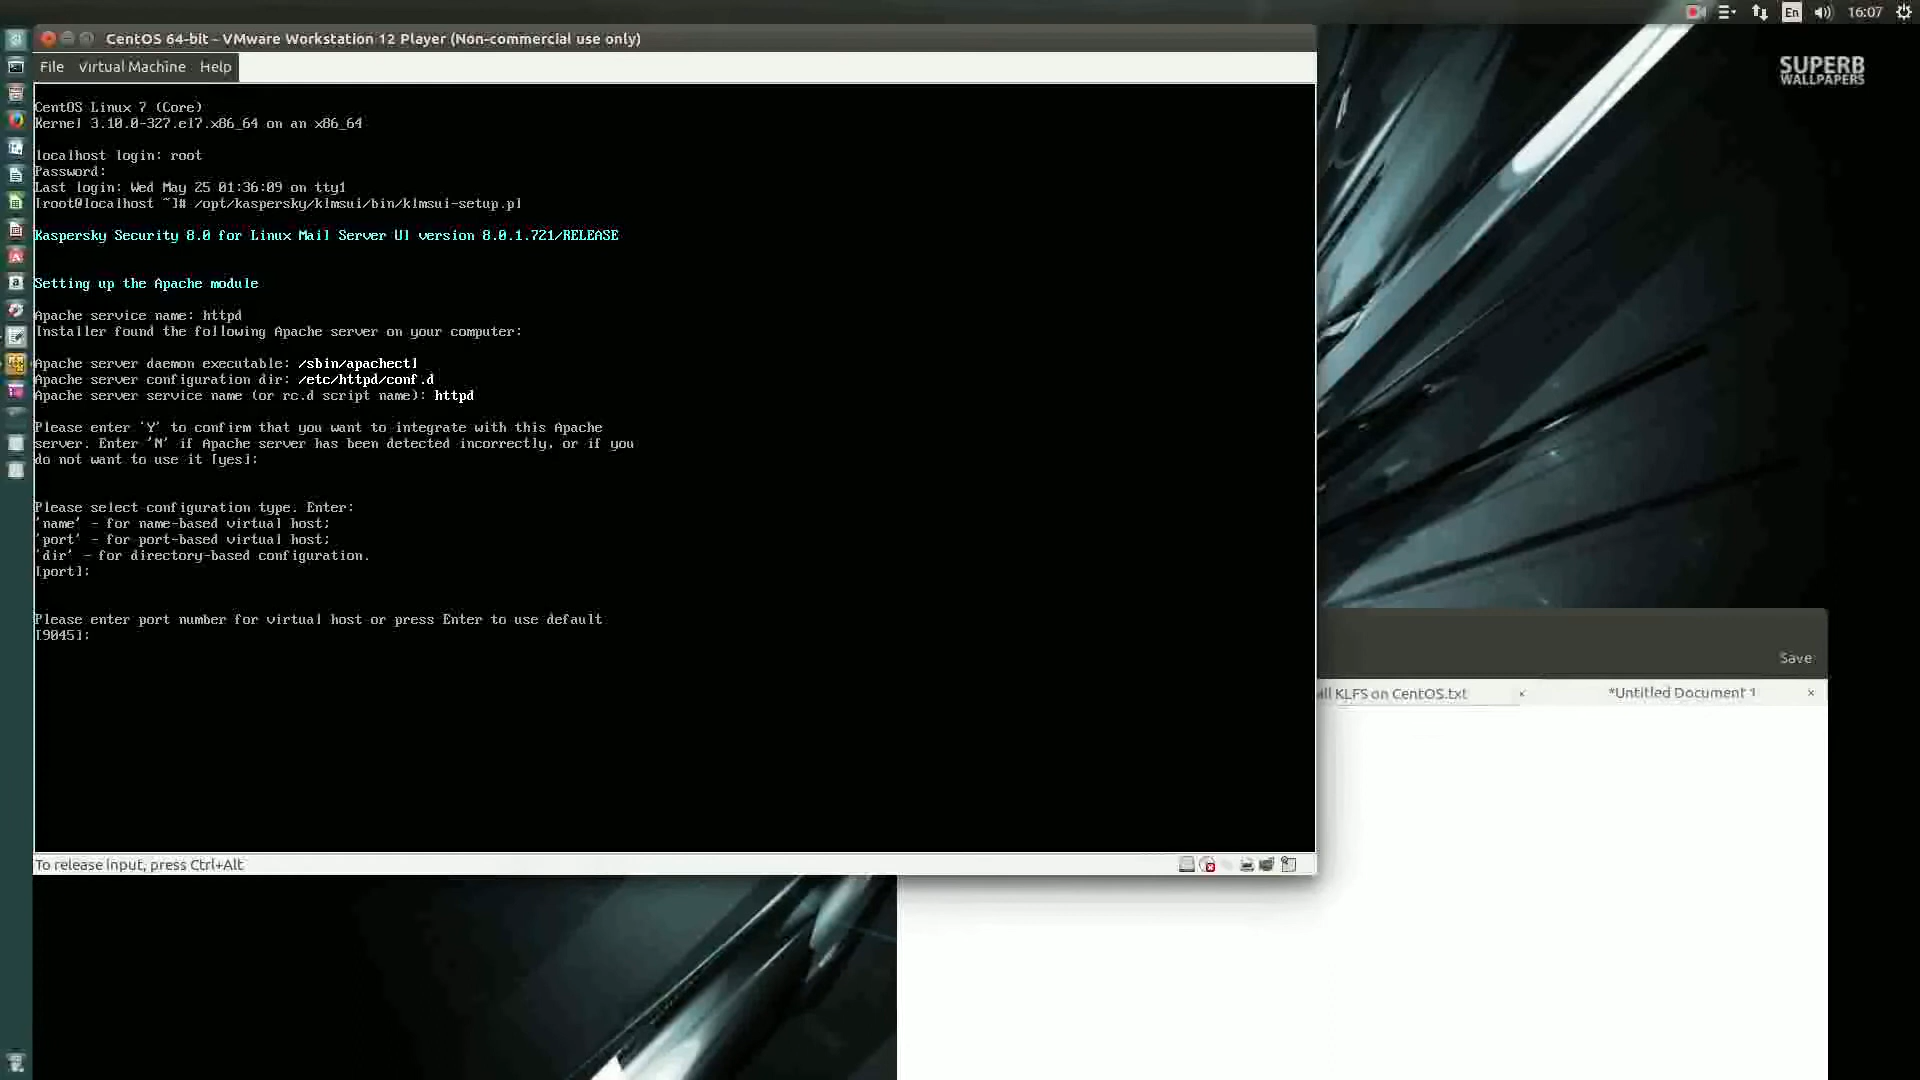 En
16:07
CentOS 64-bit - VMware Workstation 12 Player (Non-commercial use only)
File Virtual Machine Help
SUPERB
WALLPAPERS
CentOS Linux 7 (Core)
Kernel 3.10.0-327.el7.x86_64 on an x86_64
localhost login: root
Password:
Last login: Wed May 25 01:36:09 on tty1
[root@localhost ~]# /opt/kaspersky/klmsui/bin/klmsui-setup.pl
Kaspersky Security 8.0 for Linux Mail Server UI version 8.0.1.721/RELEASE
Setting up the Apache module
Apache service name: httpd
Installer found the following Apache server on your computer:
Apache server daemon executable: /sbin/apachectl
Apache server configuration dir: /etc/httpd/conf.d
Apache server service name (or rc.d script name): httpd
Please enter 'Y' to confirm that you want to integrate with this Apache
server. Enter 'N' if Apache server has been detected incorrectly, or if you
do not want to use it [yes]:
Please select configuration type. Enter:
'name' - for name-based virtual host;
'port' - for port-based virtual host;
'dir' - for directory-based configuration.
[port]:
Please enter port number for virtual host or press Enter to use default
[9045]:
Save
all KLFS on CentOS.txt
*Untitled Document 1
To release input, press Ctrl+Alt